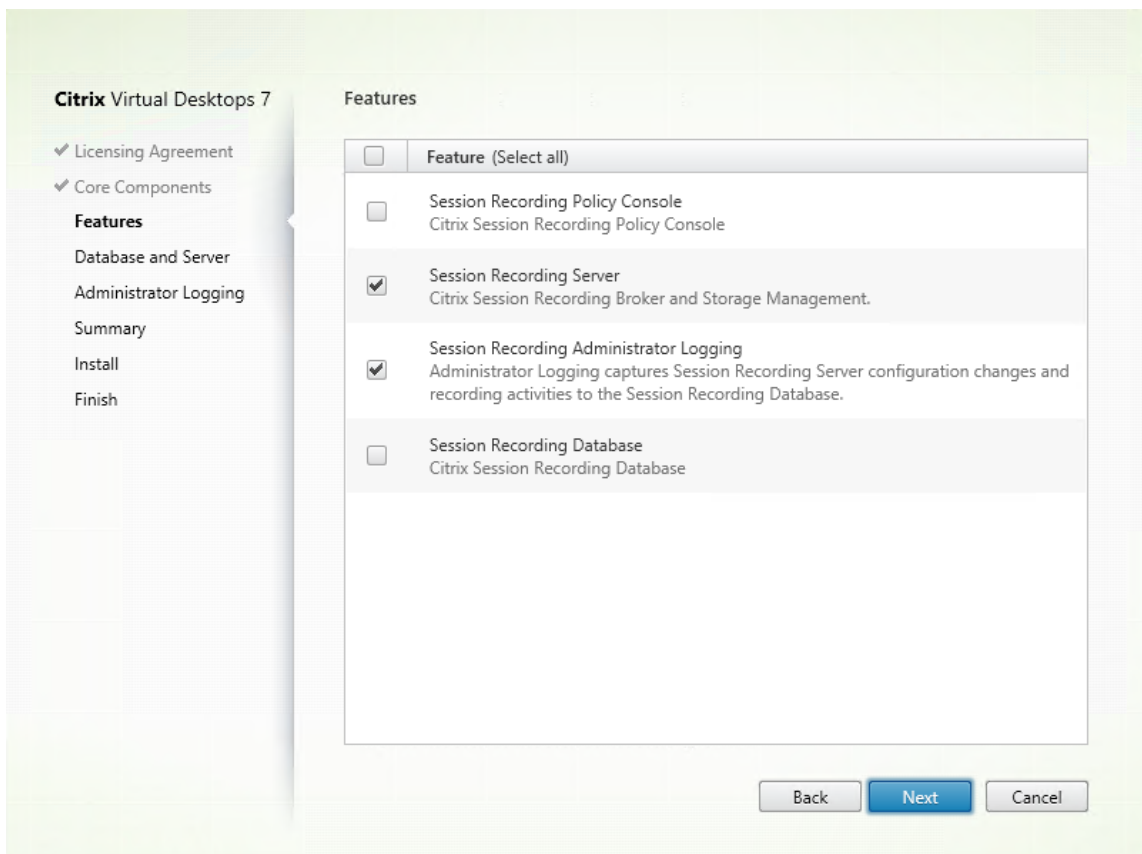 Citrix Virtual Desktops 7
Licensing Agreement
Core Components
Features
Database and Server
Administrator Logging
Summary
Install
Finish
Features
Feature (Select all)
Session Recording Policy Console
Citrix Session Recording Policy Console
Session Recording Server
Citrix Session Recording Broker and Storage Management.
Session Recording Administrator Logging
Administrator Logging captures Session Recording Server configuration changes and
recording activities to the Session Recording Database.
Session Recording Database
Citrix Session Recording Database
Back
Next
Cancel